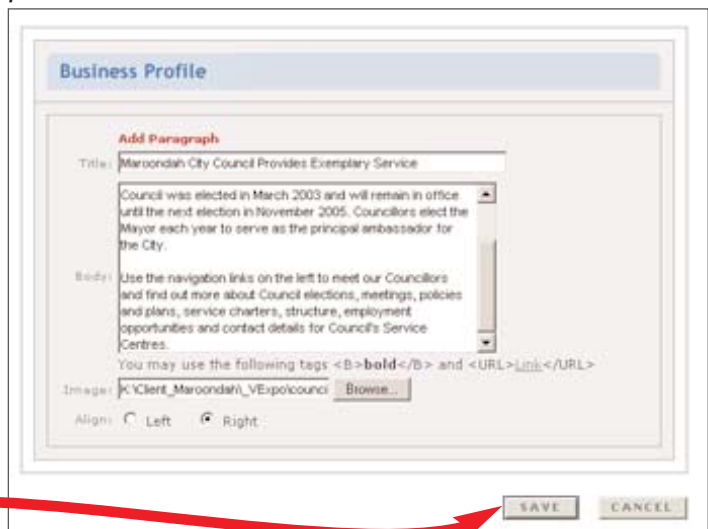 Business Profile
Add Paragraph
Title: Maroondah City Council Provides Exemplary Service
Council was elected in March 2003 and will remain in office
until the next election in November 2005. Councillors elect the
Mayor each year to serve as the principal ambassador for
the City.
Body: Use the navigation links on the left to meet our Councillors
and find out more about Council elections, meetings, policies
and plans, service charters, structure, employment
opportunities and contact details for Council's Service
Centres.
You may use the following tags <B>bold</B> and <URL>Link</URL>
Image: K:\Client_Maroondah\_VExpo\counci Browse...
Align: Left Right
SAVE CANCEL